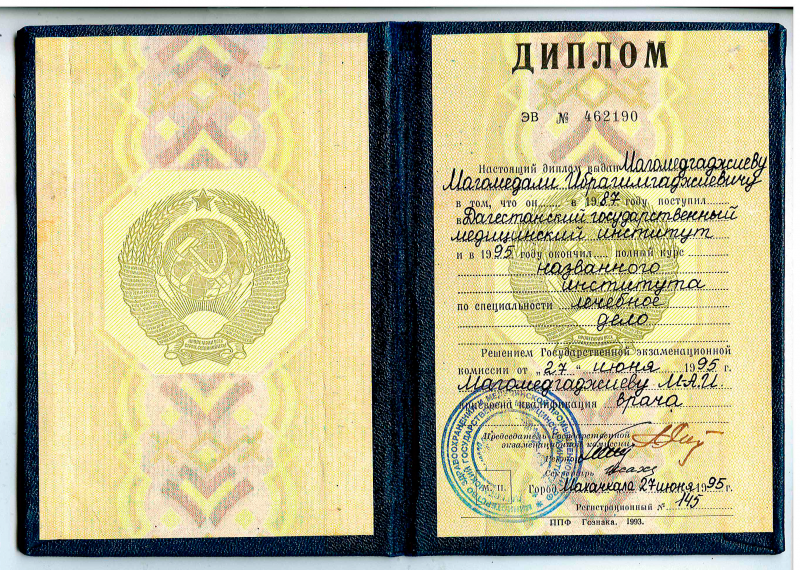 ДИПЛОМ
ЭВ № 462190
Настоящий диплом выдан Магомедгаджиеву
Магомедали Ибрагимгаджиевичу
в том, что он в 1987 году поступил
в Дагестанский государственный
медицинский институт
и в 1995 году окончил полный курс
названного
института
по специальности лечебное
дело
Решением Государственной экзаменационной
комиссии от „27“ июня 1995 г.
Магомедгаджиеву М.И.
присвоена квалификация врача
Председатель Государственной
экзаменационной комиссии
Ректор
Секретарь
М. П.
Город Махачкала 27 июня 1995 г.
Регистрационный № 145
ППФ Гознака. 1993.